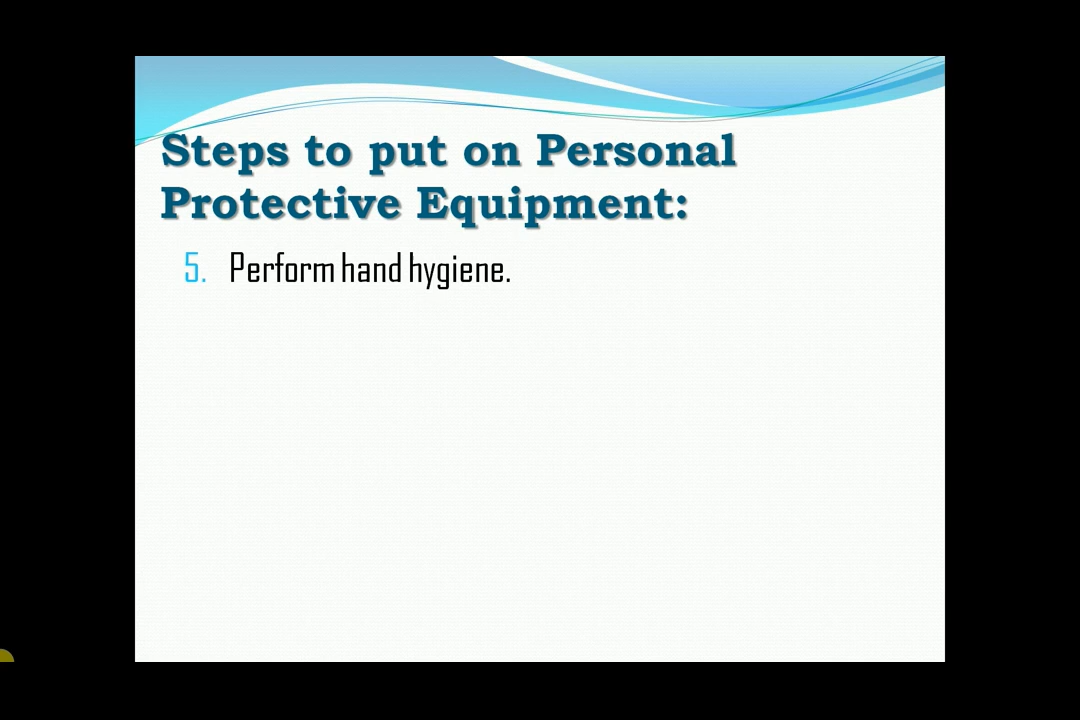 Steps to put on Personal
Protective Equipment:
5. Perform hand hygiene.